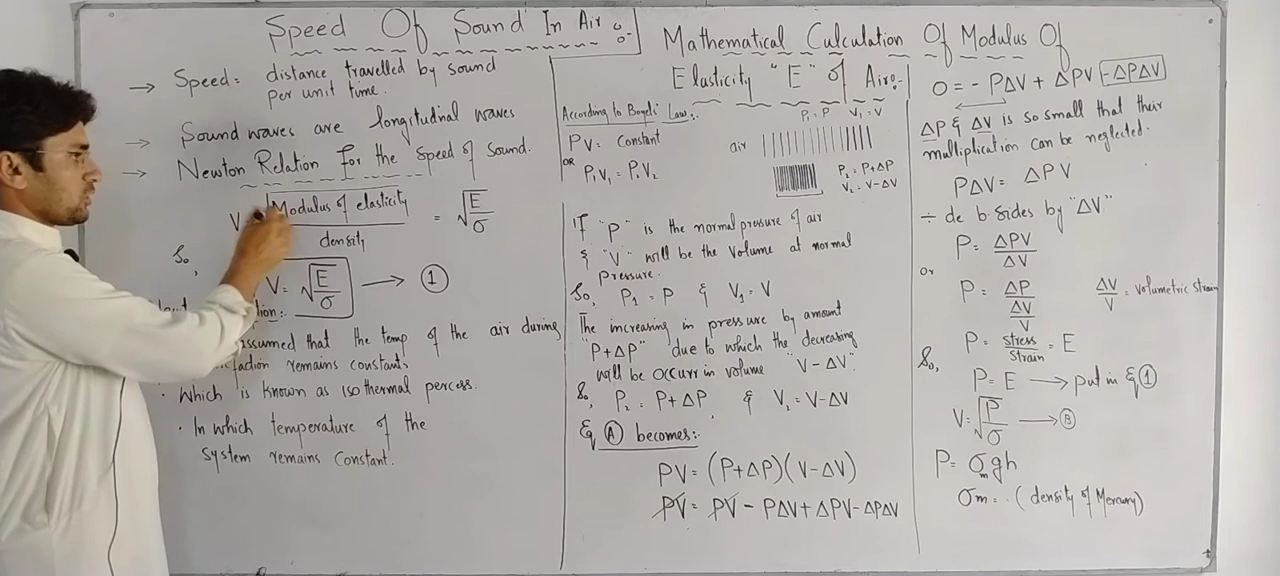 Speed Of Sound In Air :-
→ Speed = distance travelled by sound
per unit time.
→ Sound waves are longitudnal waves
→ Newton Relation for the Speed of Sound.
V = √Modulus of elasticity / density = √E/σ
So,
V = √E/σ → ①
assumed that the temp of the air during
remains constant.
· Which is known as isothermal percess.
· In which temperature of the
System remains Constant.
Mathematical Calculation Of Modulus Of
Elasticity "E" of Air:-
According to Boyel's Law:-
PV = Constant
OR
P₁V₁ = P₁V₂
P₁ = P V₁ = V
air
P₂ = P+ΔP
V₂ = V-ΔV
If "P" is the normal pressure of air
& "V" will be the Volume at normal
Pressure.
So, P₁ = P & V₁ = V
The increasing in pressure by amount
"P+ΔP" due to which the decreasing
will be occurr in volume "V-ΔV".
So, P₂ = P+ΔP, & V₂ = V-ΔV
Eq Ⓐ becomes:-
PV = (P+ΔP)(V-ΔV)
PV = PV - PΔV + ΔPV - ΔPΔV
0 = - PΔV + ΔPV - ΔPΔV
ΔP & ΔV is so small that their
multiplication can be neglected.
PΔV = ΔPV
÷ de b·sides by "ΔV"
P = ΔPV/ΔV
Or
P = ΔP/(ΔV/V) ΔV/V = Volumetric strain
P = stress/strain = E
So,
P = E → put in Eq ①
V = √P/σ → Ⓑ
P = σₘgh
σm = (density of Mercury)